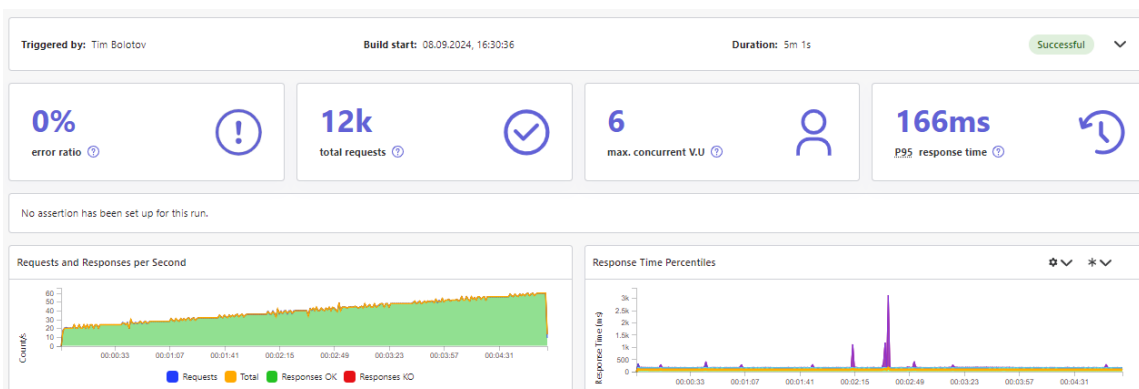 Triggered by: Tim Bolotov Build start: 08.09.2024, 16:30:36 Duration: 5m 1s Successful
0% 12k 6 166ms
error ratio ? total requests ? max. concurrent V.U ? P95 response time ?
No assertion has been set up for this run.
Requests and Responses per Second
60
50
40
30
20
10
0
Count/s
00:00:33 00:01:07 00:01:41 00:02:15 00:02:49 00:03:23 00:03:57 00:04:31
Requests Total Responses OK Responses KO
Response Time Percentiles
3k
2.5k
2k
1.5k
1k
500
0
Response Time (ms)
00:00:33 00:01:07 00:01:41 00:02:15 00:02:49 00:03:23 00:03:57 00:04:31